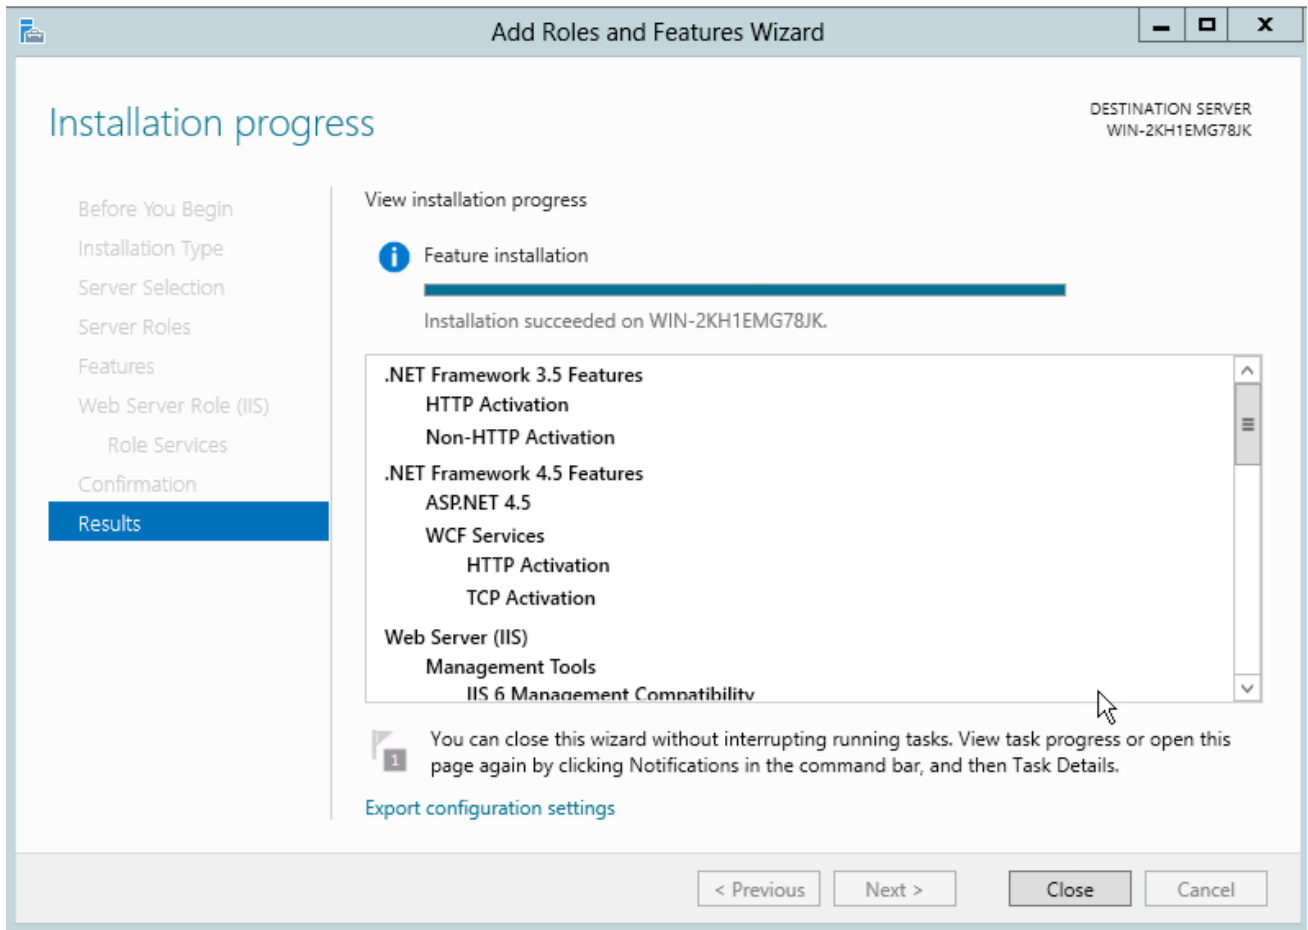 Add Roles and Features Wizard
Installation progress
DESTINATION SERVER
WIN-2KH1EMG78JK
Before You Begin
Installation Type
Server Selection
Server Roles
Features
Web Server Role (IIS)
Role Services
Confirmation
Results
View installation progress
Feature installation
Installation succeeded on WIN-2KH1EMG78JK.
.NET Framework 3.5 Features
HTTP Activation
Non-HTTP Activation
.NET Framework 4.5 Features
ASP.NET 4.5
WCF Services
HTTP Activation
TCP Activation
Web Server (IIS)
Management Tools
IIS 6 Management Compatibility
1
You can close this wizard without interrupting running tasks. View task progress or open this
page again by clicking Notifications in the command bar, and then Task Details.
Export configuration settings
< Previous
Next >
Close
Cancel